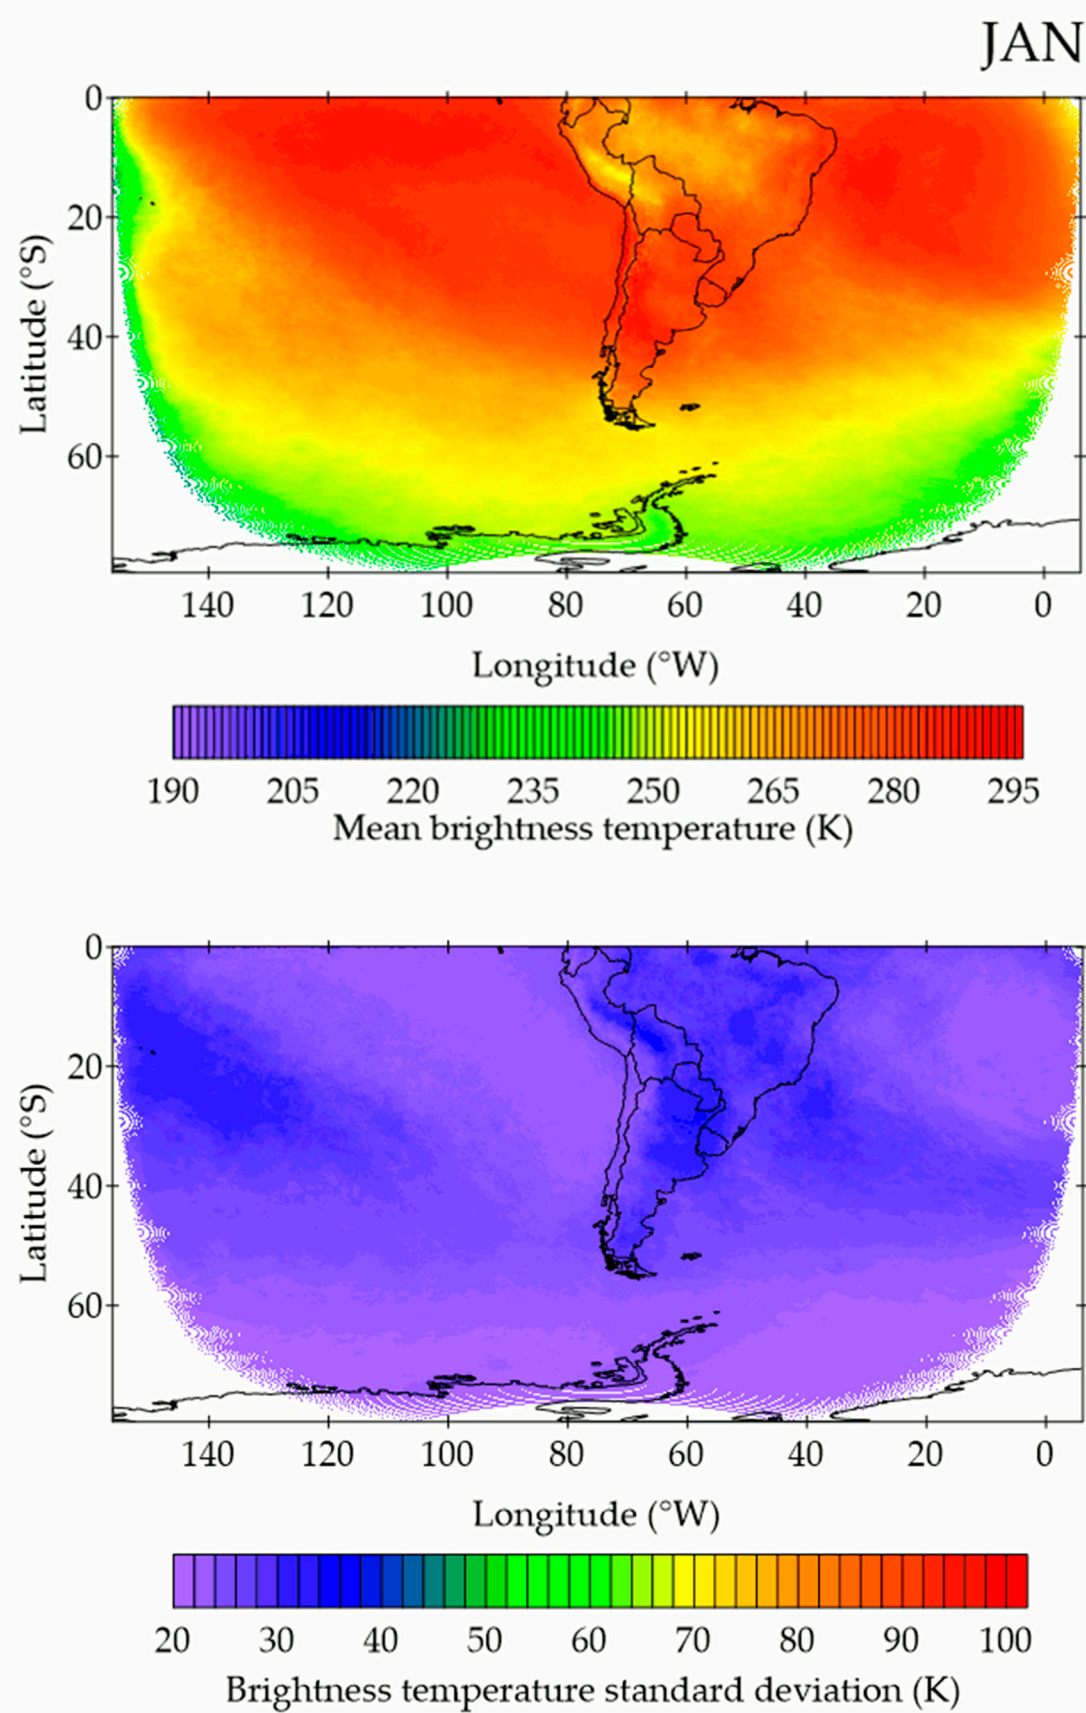 JAN
0
20
40
60
Latitude (°S)
140 120 100 80 60 40 20 0
Longitude (°W)
190 205 220 235 250 265 280 295
Mean brightness temperature (K)
0
20
40
60
Latitude (°S)
140 120 100 80 60 40 20 0
Longitude (°W)
20 30 40 50 60 70 80 90 100
Brightness temperature standard deviation (K)